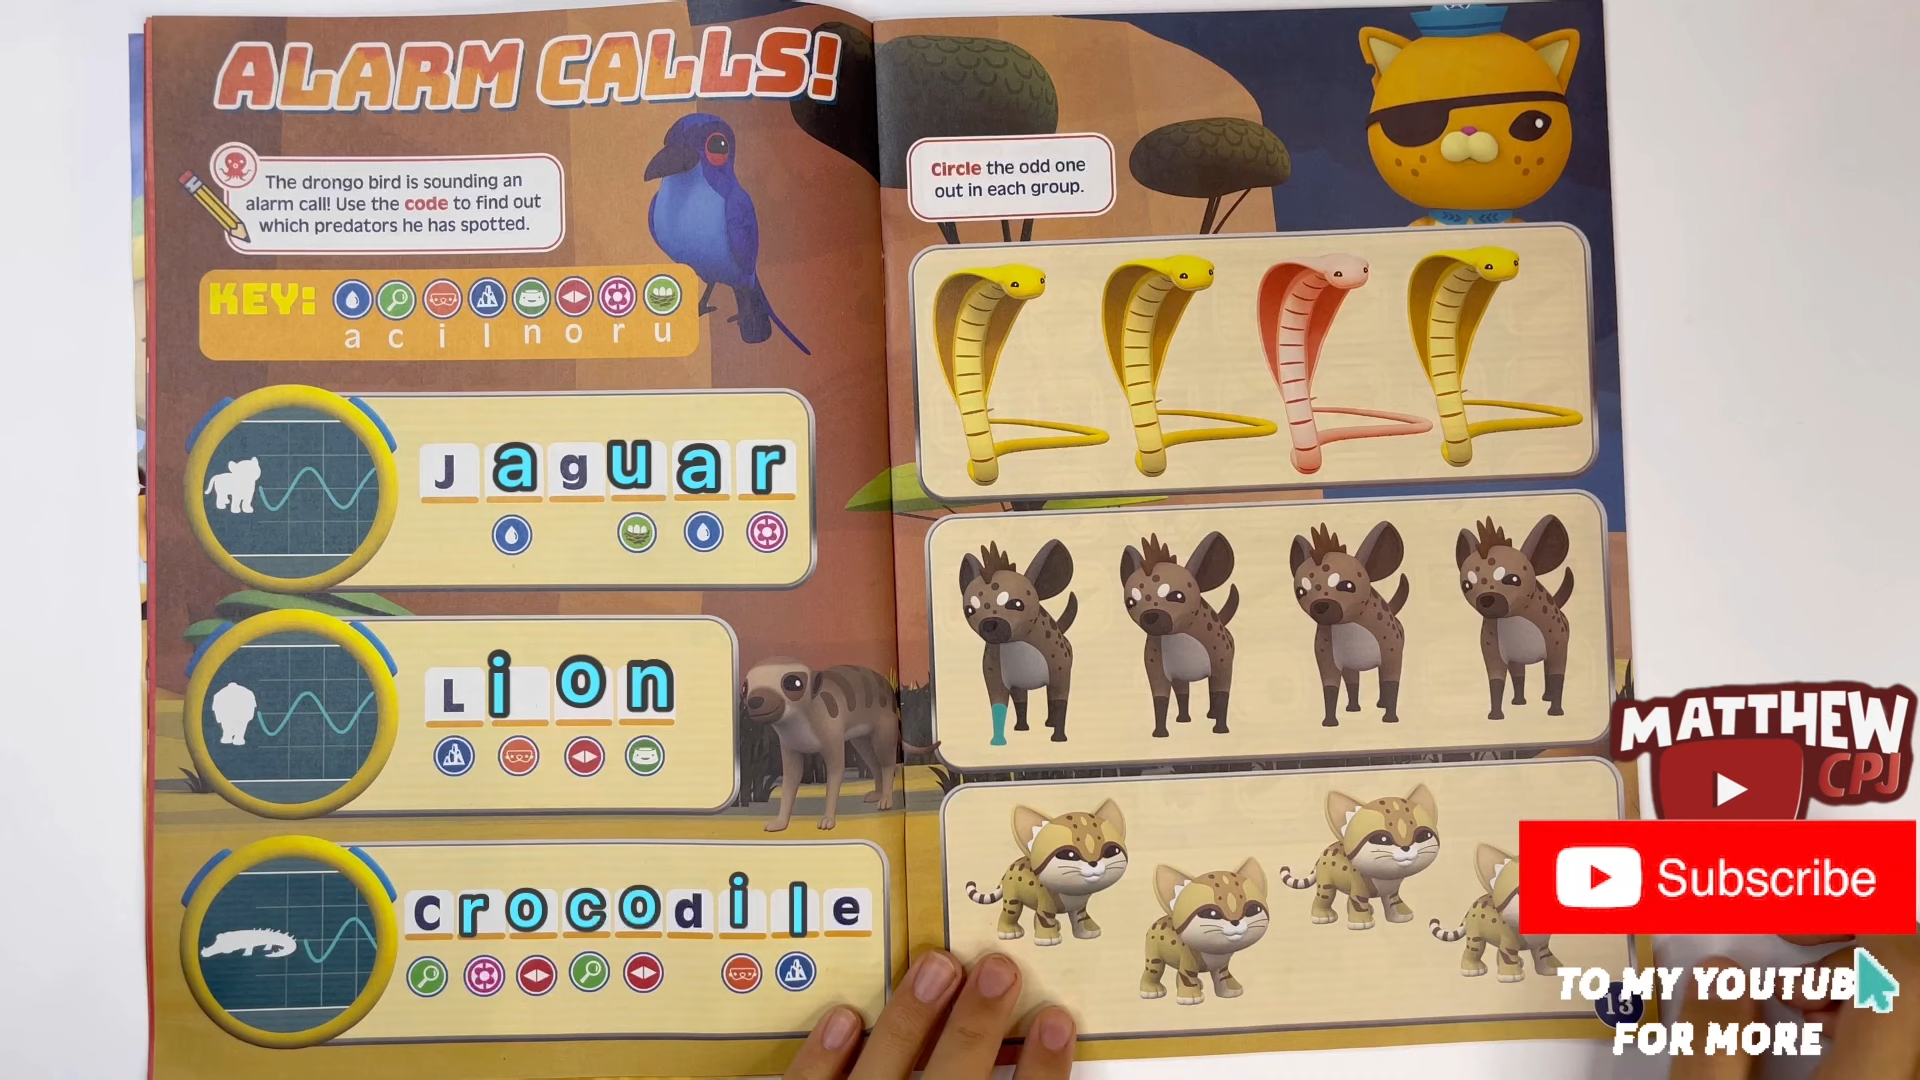 ALARM CALLS!
The drongo bird is sounding an
alarm call! Use the code to find out
which predators he has spotted.
KEY:
a c i l n o r u
Jaguar
Lion
crocodile
Circle the odd one
out in each group.
MATTHEW
CPJ
Subscribe
TO MY YOUTUB
FOR MORE
13